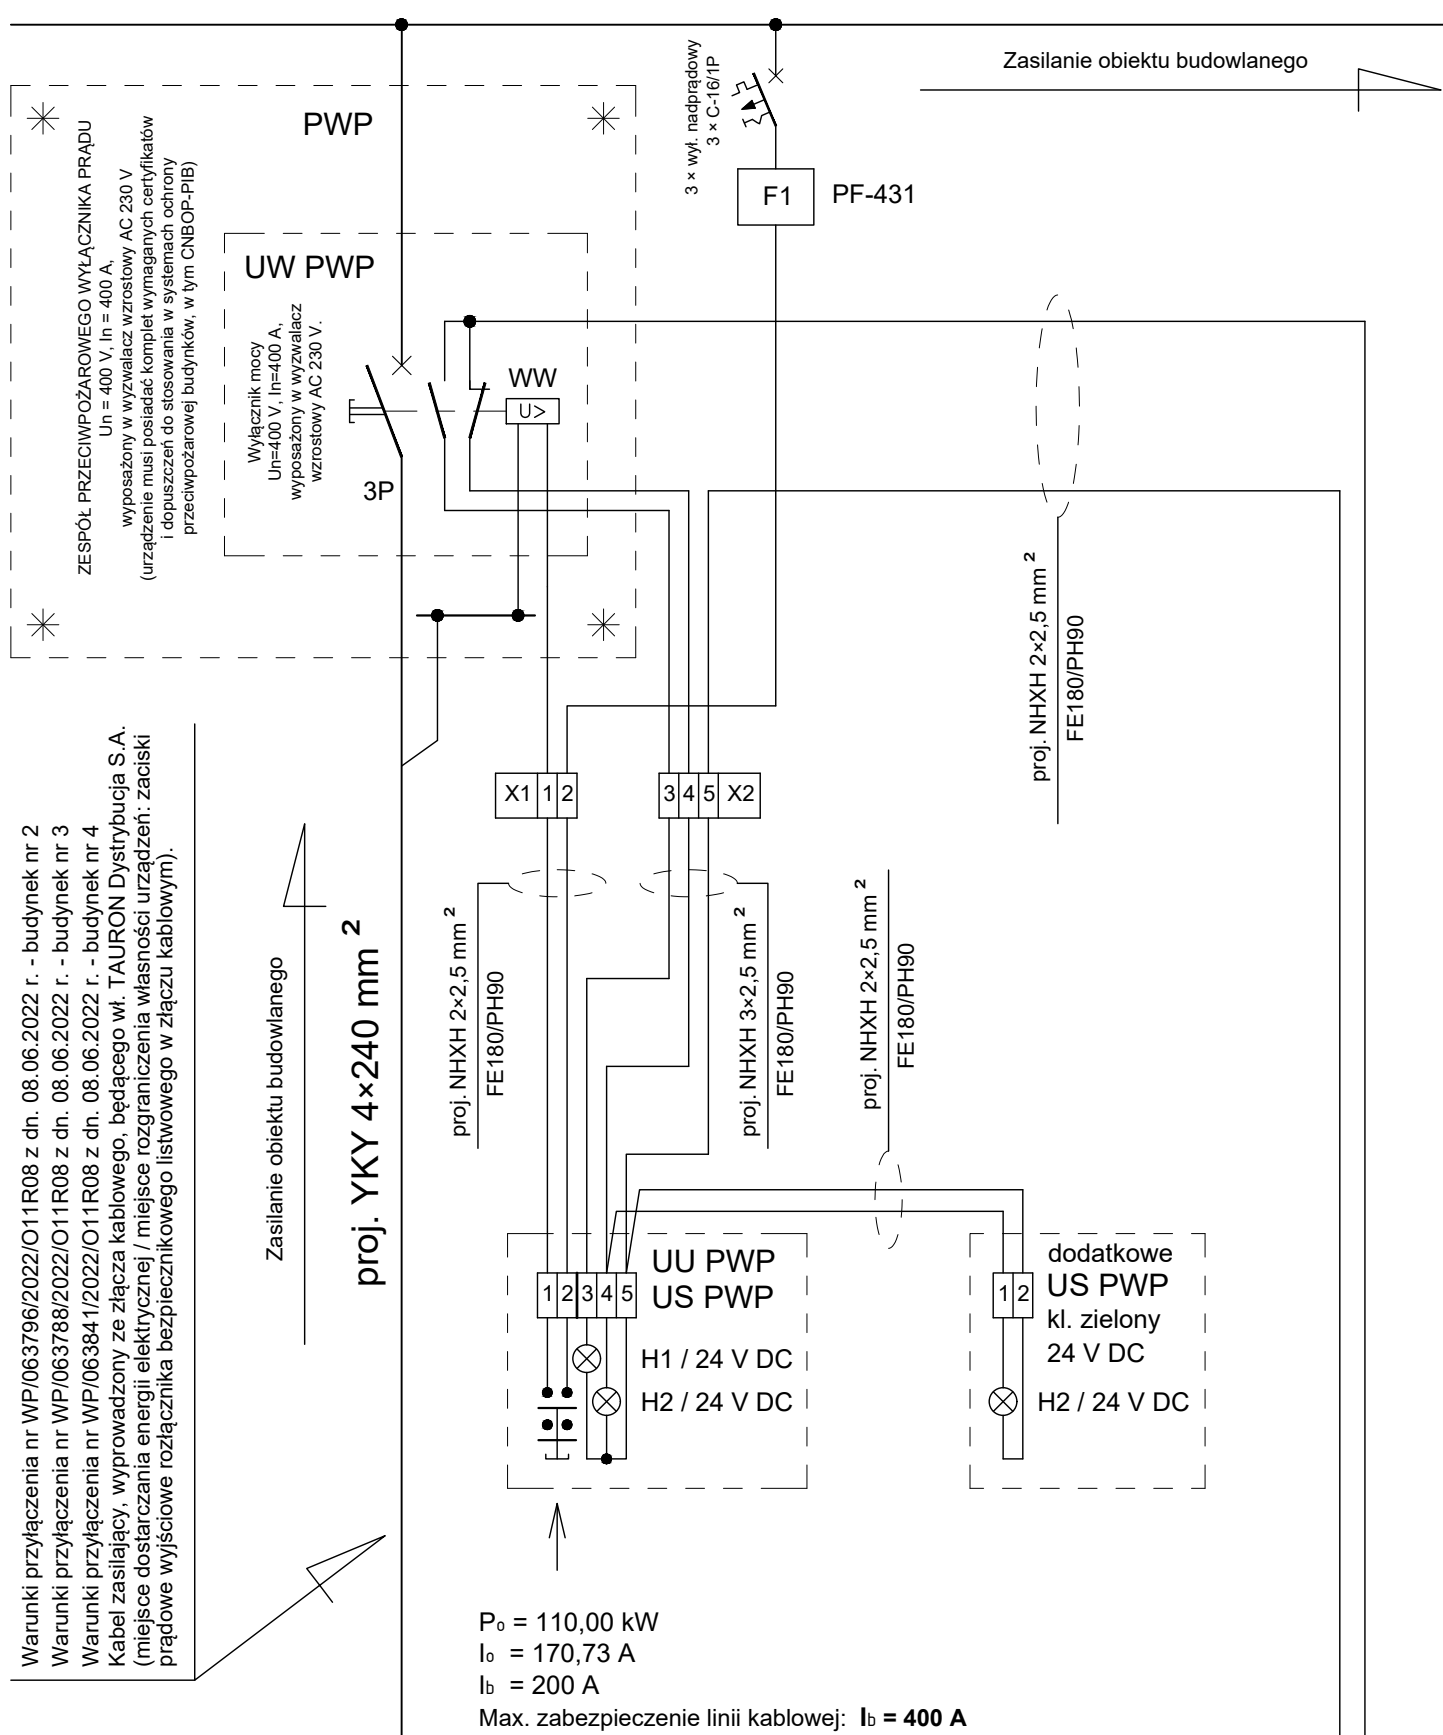 Zasilanie obiektu budowlanego
3 × wył. nadprądowy
3 × C-16/1P
F1
PF-431
PWP
ZESPÓŁ PRZECIWPOŻAROWEGO WYŁĄCZNIKA PRĄDU
Un = 400 V, In = 400 A,
wyposażony w wyzwalacz wzrostowy AC 230 V
(urządzenie musi posiadać komplet wymaganych certyfikatów
i dopuszczeń do stosowania w systemach ochrony
przeciwpożarowej budynków, w tym CNBOP-PIB)
UW PWP
Wyłącznik mocy
Un=400 V, In=400 A,
wyposażony w wyzwalacz
wzrostowy AC 230 V.
WW
U>
3P
proj. NHXH 2×2,5 mm²
FE180/PH90
X1 1 2
3 4 5 X2
Warunki przyłączenia nr WP/063796/2022/O11R08 z dn. 08.06.2022 r. - budynek nr 2
Warunki przyłączenia nr WP/063788/2022/O11R08 z dn. 08.06.2022 r. - budynek nr 3
Warunki przyłączenia nr WP/063841/2022/O11R08 z dn. 08.06.2022 r. - budynek nr 4
Kabel zasilający, wyprowadzony ze złącza kablowego, będącego wł. TAURON Dystrybucja S.A.
(miejsce dostarczania energii elektrycznej / miejsce rozgraniczenia własności urządzeń: zaciski
prądowe wyjściowe rozłącznika bezpiecznikowego listwowego w złączu kablowym).
Zasilanie obiektu budowlanego
proj. YKY 4×240 mm²
proj. NHXH 2×2,5 mm²
FE180/PH90
proj. NHXH 3×2,5 mm²
FE180/PH90
proj. NHXH 2×2,5 mm²
FE180/PH90
UU PWP
US PWP
1 2 3 4 5
H1 / 24 V DC
H2 / 24 V DC
dodatkowe
US PWP
kl. zielony
24 V DC
1 2
H2 / 24 V DC
Po = 110,00 kW
Io = 170,73 A
Ib = 200 A
Max. zabezpieczenie linii kablowej: Ib = 400 A